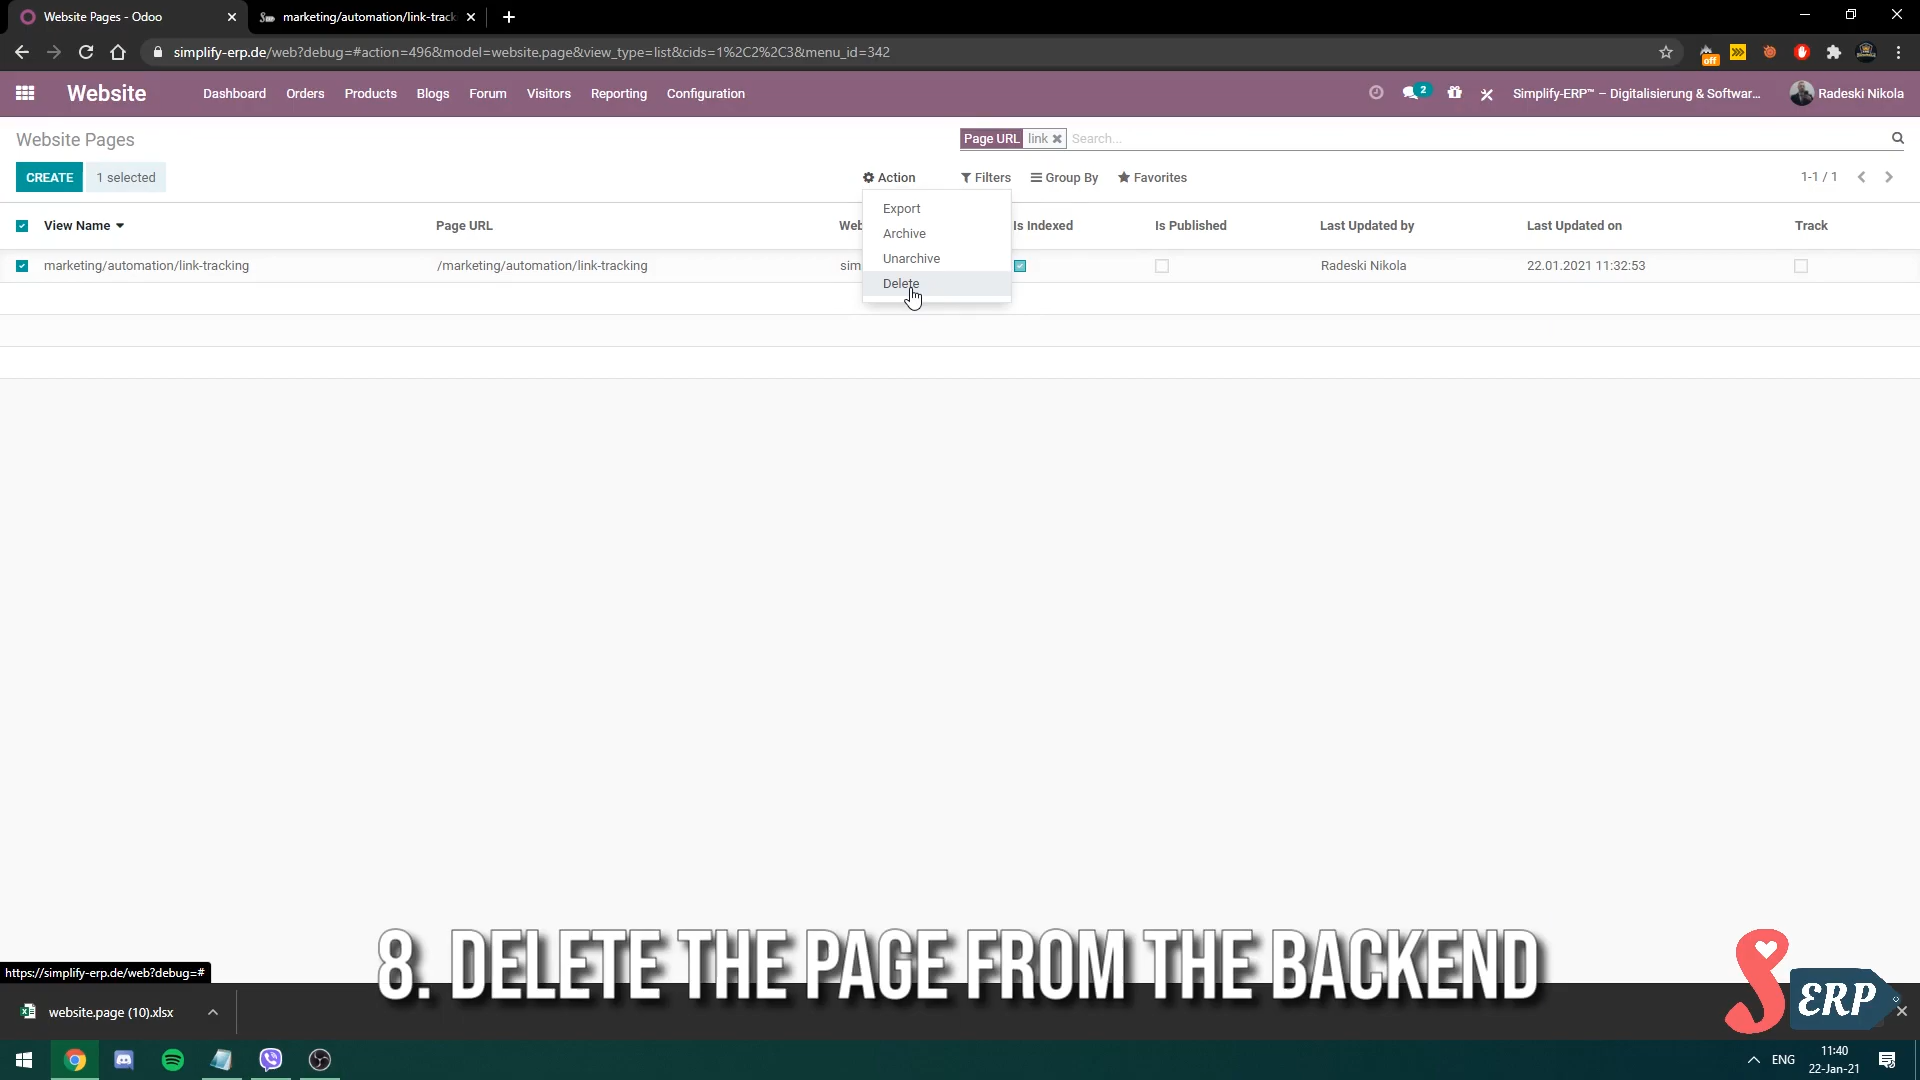 Website Pages - Odoo
marketing/automation/link-track
simplify-erp.de/web?debug=#action=496&model=website.page&view_type=list&cids=1%2C2%2C3&menu_id=342
off
Website Dashboard Orders Products Blogs Forum Visitors Reporting Configuration 2 Simplify-ERP™ – Digitalisierung & Softwar... Radeski Nikola
Website Pages
Page URL link Search...
CREATE 1 selected Action Filters Group By Favorites 1-1 / 1
Export
Archive
Unarchive
Delete
View Name Page URL Web Is Indexed Is Published Last Updated by Last Updated on Track
marketing/automation/link-tracking /marketing/automation/link-tracking sim Radeski Nikola 22.01.2021 11:32:53
8. DELETE THE PAGE FROM THE BACKEND
https://simplify-erp.de/web?debug=#
website.page (10).xlsx
S ERP
ENG
11:40
22-Jan-21